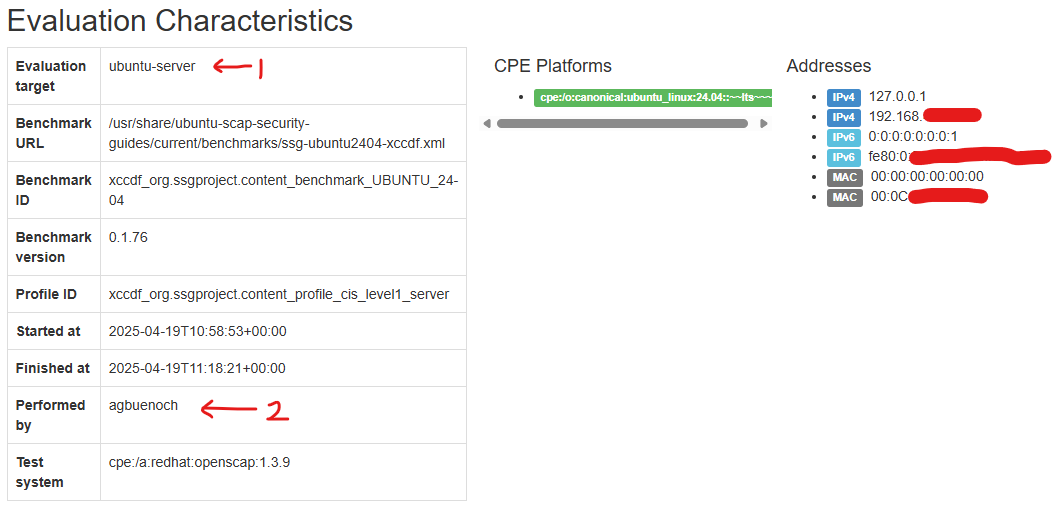 Evaluation Characteristics
Evaluation target
ubuntu-server
1
Benchmark URL
/usr/share/ubuntu-scap-security-
guides/current/benchmarks/ssg-ubuntu2404-xccdf.xml
Benchmark ID
xccdf_org.ssgproject.content_benchmark_UBUNTU_24-
04
Benchmark version
0.1.76
Profile ID
xccdf_org.ssgproject.content_profile_cis_level1_server
Started at
2025-04-19T10:58:53+00:00
Finished at
2025-04-19T11:18:21+00:00
Performed by
agbuenoch
2
Test system
cpe:/a:redhat:openscap:1.3.9
CPE Platforms
cpe:/o:canonical:ubuntu_linux:24.04::~~lts~~~
Addresses
IPv4 127.0.0.1
IPv4 192.168.
IPv6 0:0:0:0:0:0:0:1
IPv6 fe80:0:
MAC 00:00:00:00:00:00
MAC 00:0C